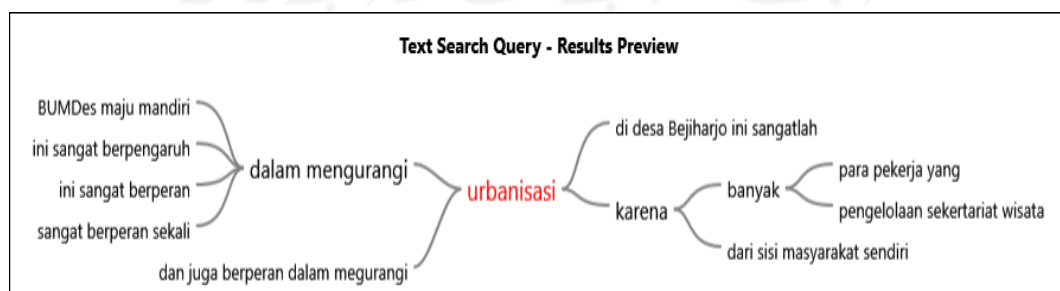 Text Search Query - Results Preview
BUMDes maju mandiri
ini sangat berpengaruh
ini sangat berperan
sangat berperan sekali
dalam mengurangi
dan juga berperan dalam megurangi
urbanisasi
di desa Bejiharjo ini sangatlah
karena
banyak
para pekerja yang
pengelolaan sekertariat wisata
dari sisi masyarakat sendiri